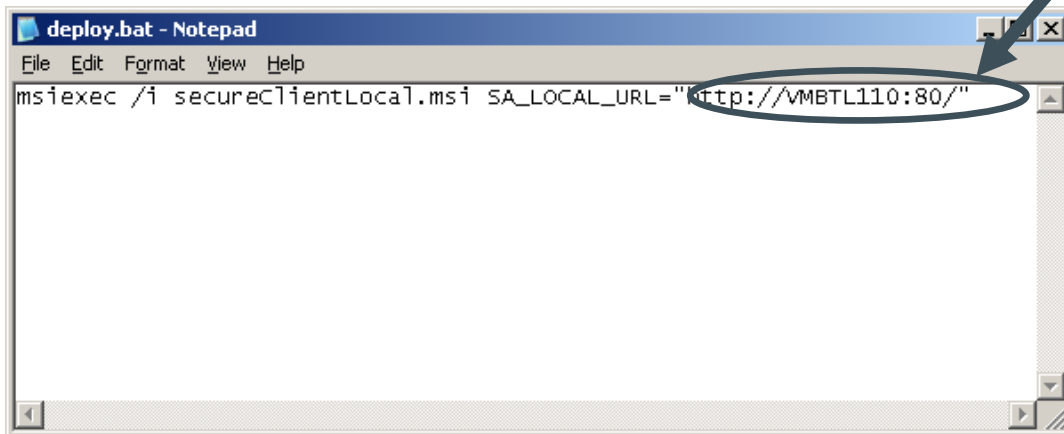 deploy.bat - Notepad
File Edit Format View Help
msiexec /i secureClientLocal.msi SA_LOCAL_URL="http://VMBTL110:80/"